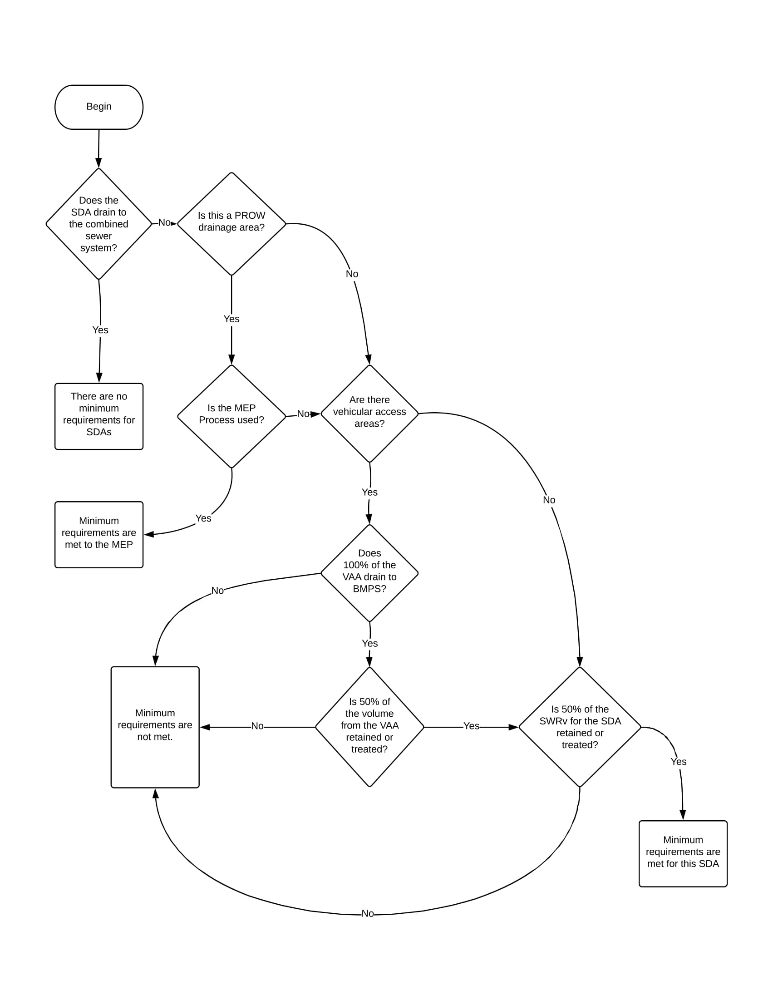 Begin
Does the
SDA drain to
the combined
sewer
system?
No
Is this a PROW
drainage area?
No
Yes
Yes
There are no
minimum
requirements for
SDAs
Is the MEP
Process used?
No
Are there
vehicular access
areas?
Yes
No
Minimum
requirements are
met to the MEP
Yes
Does
100% of the
VAA drain to
BMPS?
No
Yes
Minimum
requirements are
not met.
No
Is 50% of
the volume
from the VAA
retained or
treated?
Yes
Is 50% of the
SWRv for the SDA
retained or
treated?
Yes
Minimum
requirements are
met for this SDA
No